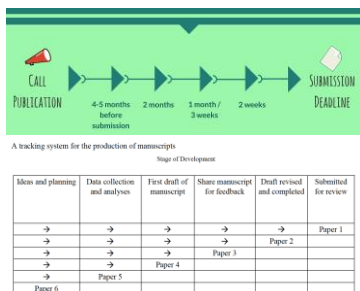 CALL
PUBLICATION
4-5 months
before
submission
2 months
1 month /
3 weeks
2 weeks
SUBMISSION
DEADLINE
A tracking system for the production of manuscripts
Stage of Development
Ideas and planning
Data collection
and analyses
First draft of
manuscript
Share manuscript
for feedback
Draft revised
and completed
Submitted
for review
→ → → → → Paper 1
→ → → → Paper 2
→ → → Paper 3
→ → Paper 4
→ Paper 5
Paper 6